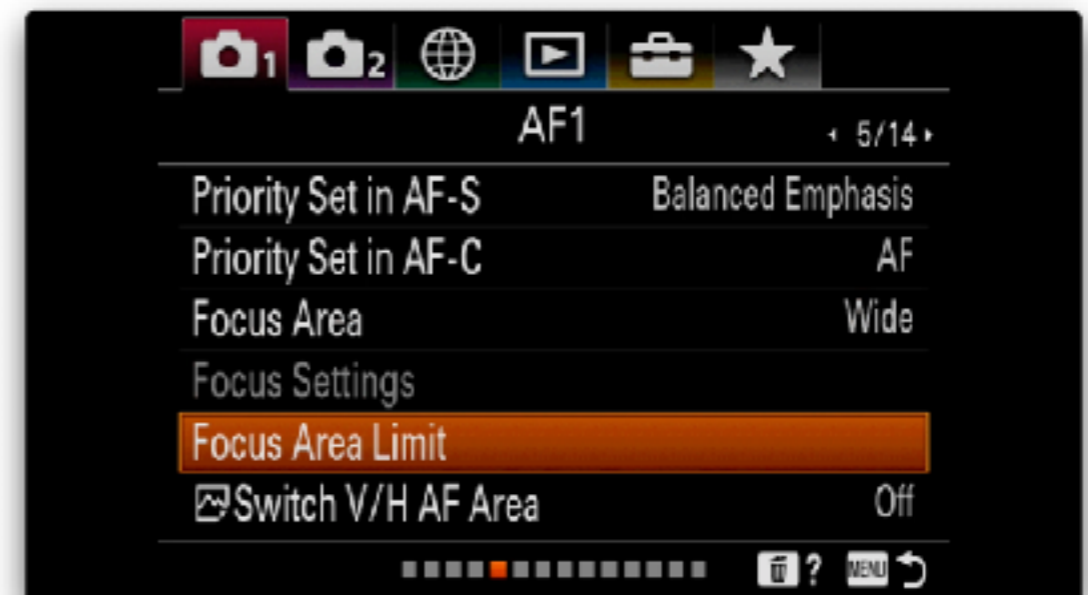 1 2
AF1 5/14
Priority Set in AF-S Balanced Emphasis
Priority Set in AF-C AF
Focus Area Wide
Focus Settings
Focus Area Limit
Switch V/H AF Area Off
? MENU